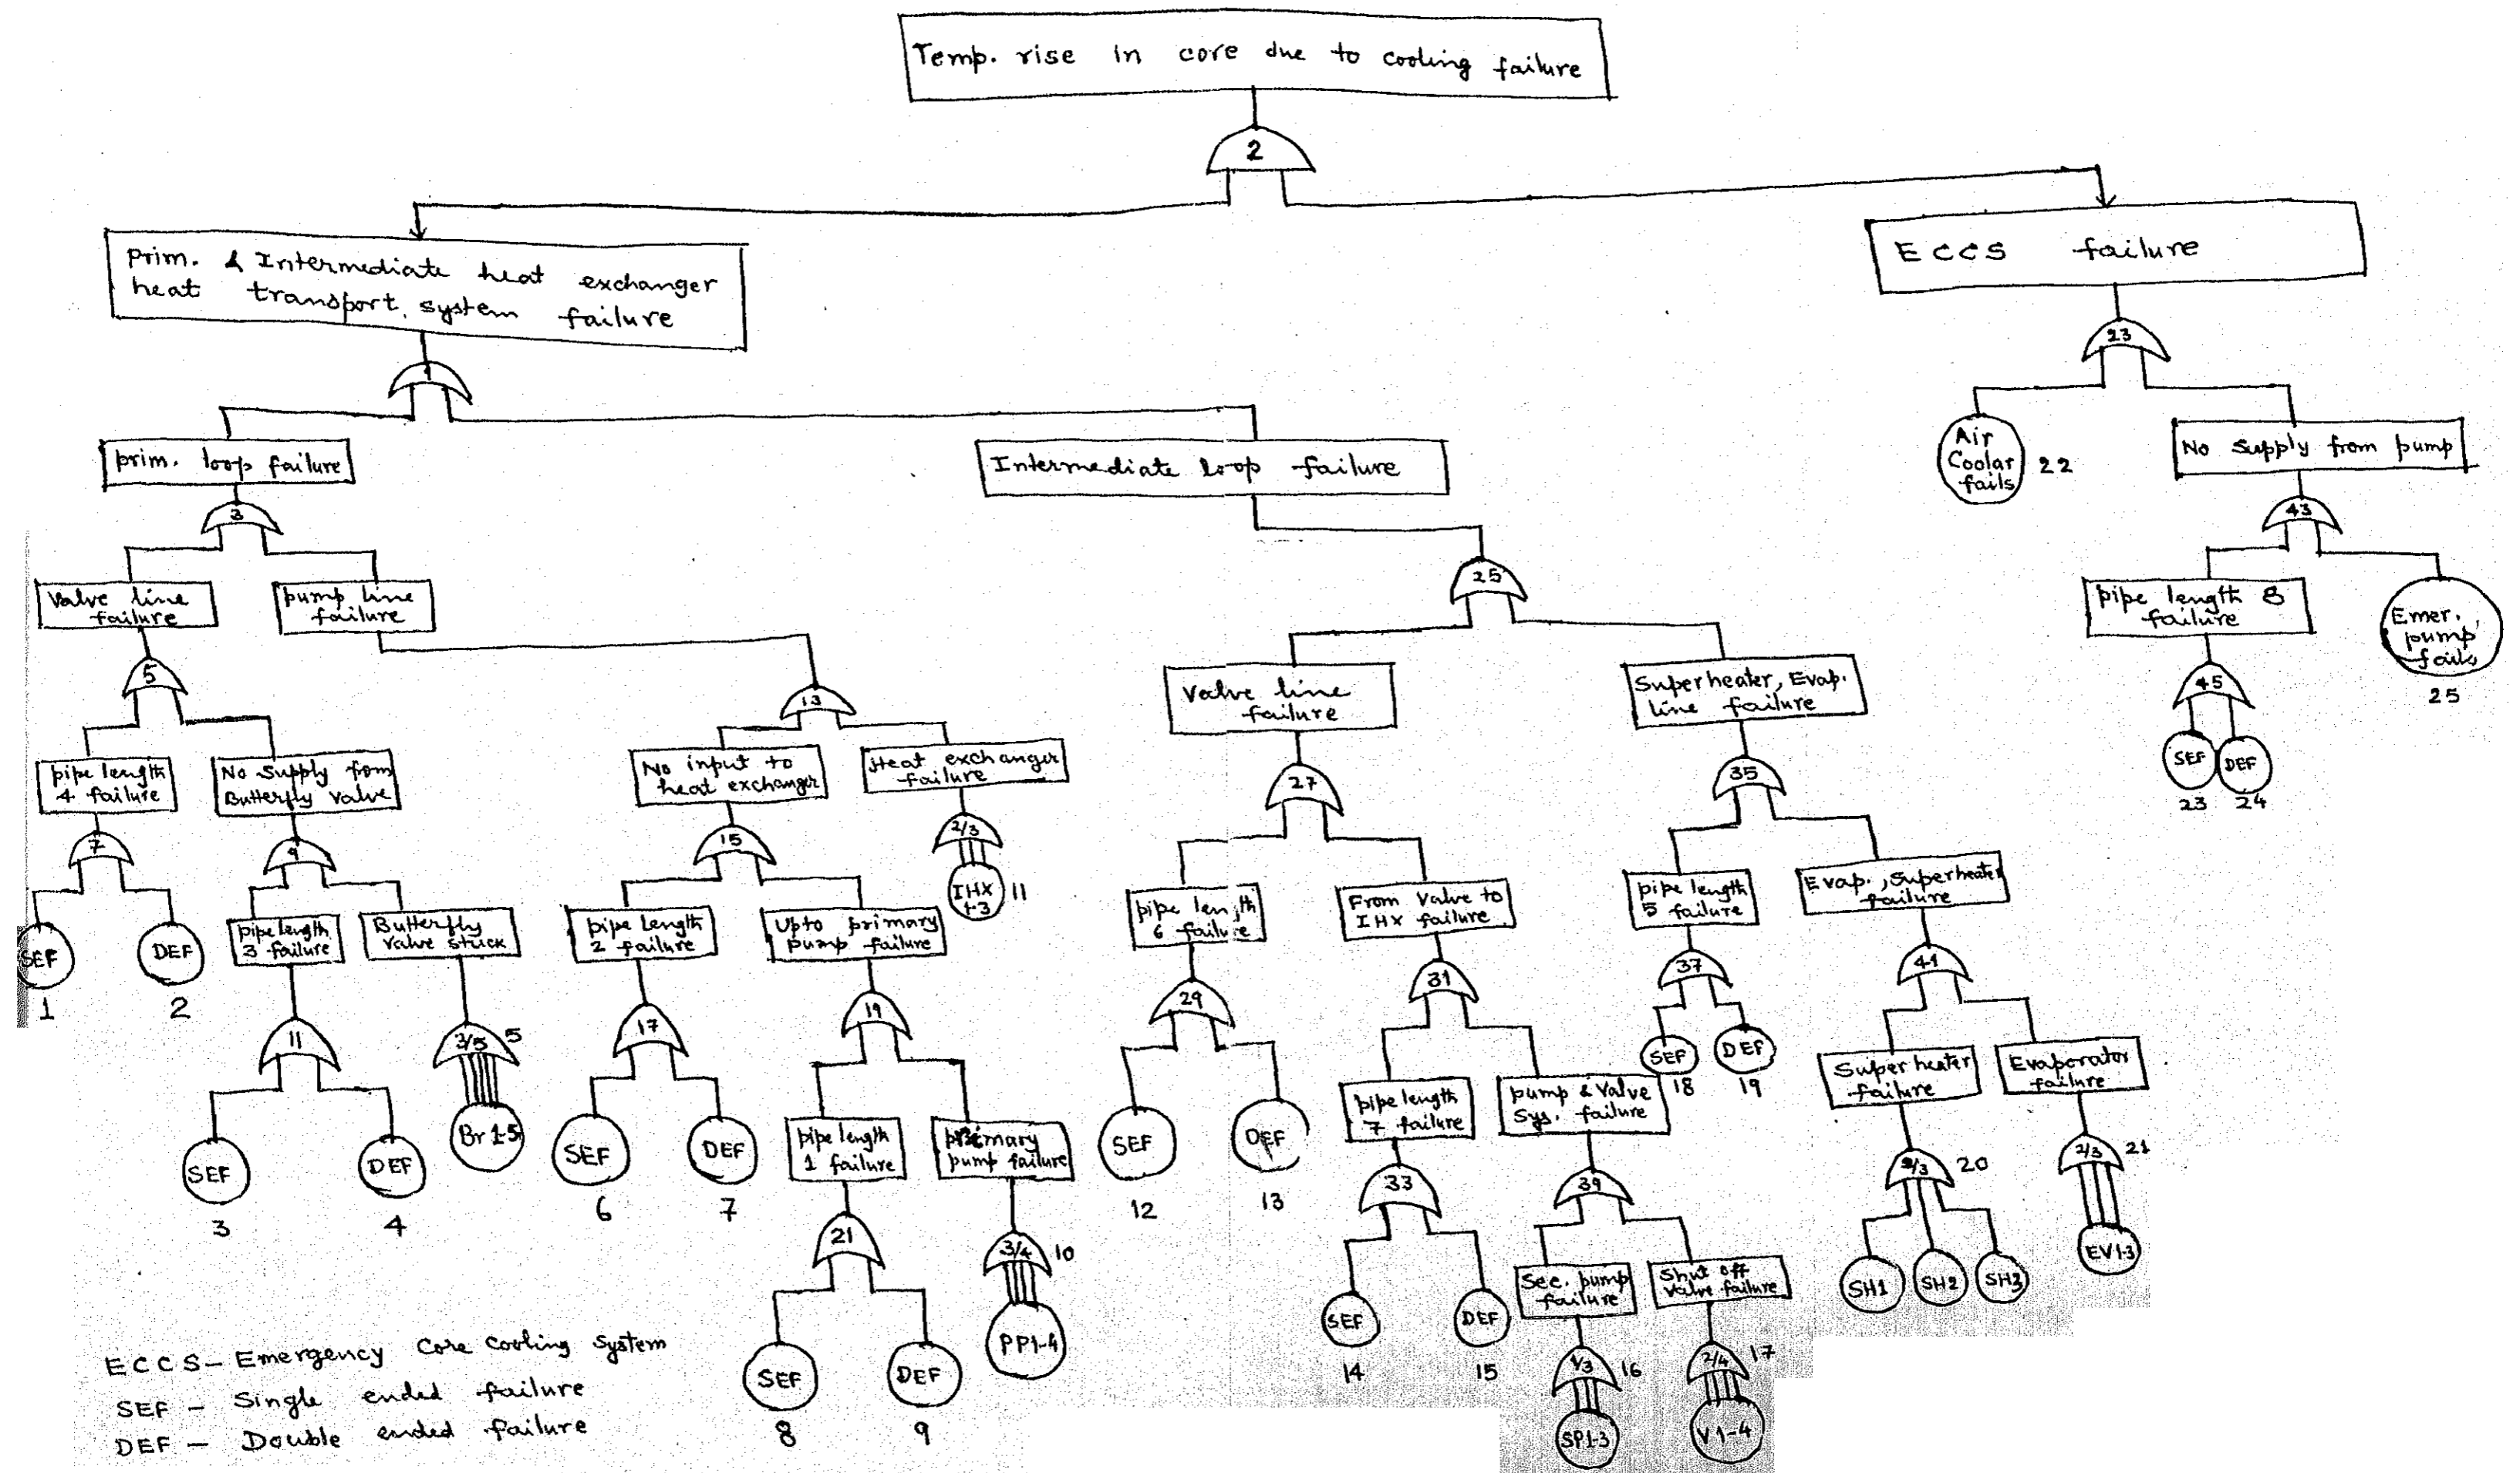 Temp. rise in core due to cooling failure
2
Prim. & Intermediate heat exchanger
heat transport system failure
ECCS failure
1
23
prim. loop failure
Intermediate loop failure
Air
Coolar
fails
22
No Supply from pump
3
43
25
Valve line
failure
pump line
failure
pipe length 8
failure
Emer.
pump
fails
25
5
13
Valve line
failure
Superheater, Evap.
line failure
45
SEF
DEF
23
24
pipe length
4 failure
No Supply from
Butterfly Valve
No input to
heat exchanger
Heat exchanger
failure
27
35
7
9
15
2/3
IHX
1-3
11
pipe length
6 failure
From Valve to
IHX failure
pipe length
5 failure
Evap., Superheater
failure
SEF
1
DEF
2
pipe length
3 failure
Butterfly
Valve stuck
pipe length
2 failure
Upto primary
pump failure
29
31
37
41
11
3/5
5
17
19
SEF
18
DEF
19
Super heater
failure
Evaporator
failure
SEF
3
DEF
4
Br 1-5
SEF
6
DEF
7
pipe length
1 failure
primary
pump failure
SEF
12
DEF
13
pipe length
7 failure
pump & Valve
Sys. failure
20
2/3
21
21
3/4
10
33
39
SH1
SH2
SH3
EV1-3
SEF
8
DEF
9
PP1-4
SEF
14
DEF
15
Sec. pump
failure
Shut off
Valve failure
1/3
16
2/4
17
SP1-3
V1-4
ECCS - Emergency Core Cooling System
SEF - Single ended failure
DEF - Double ended failure